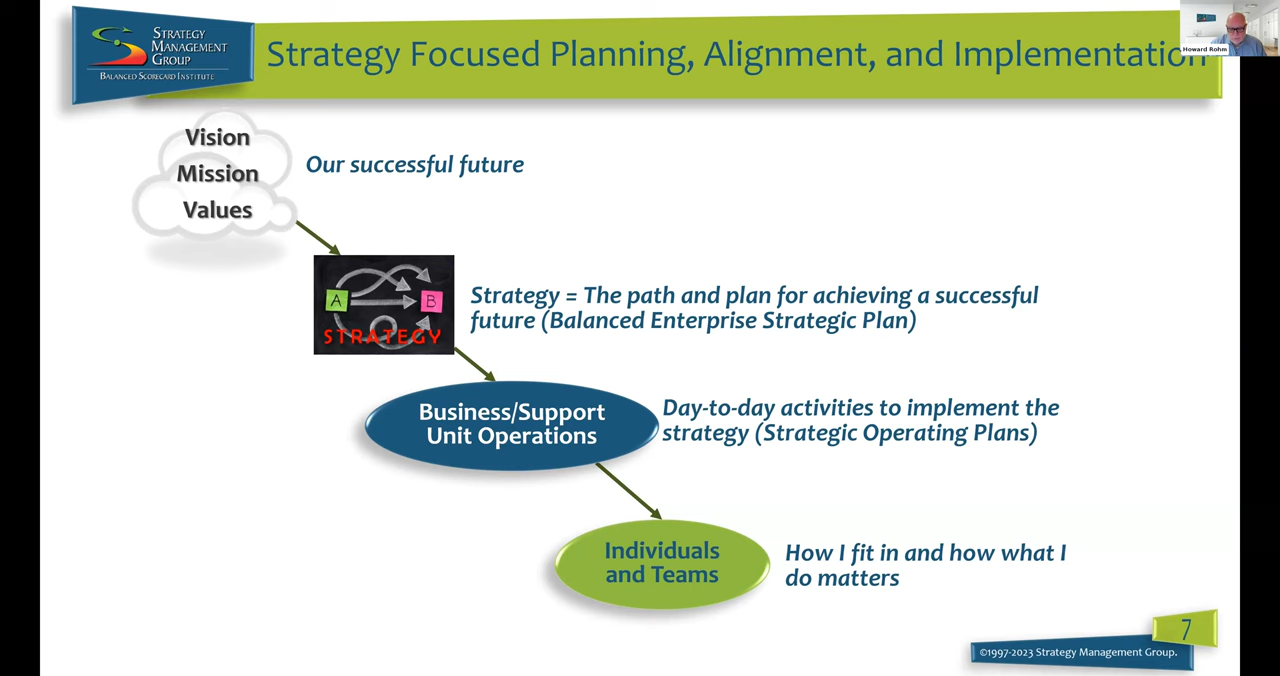 STRATEGY
MANAGEMENT
GROUP
BALANCED SCORECARD INSTITUTE
Strategy Focused Planning, Alignment, and Implementation
Howard Rohm
Vision
Mission
Values
Our successful future
A
B
STRATEGY
Strategy = The path and plan for achieving a successful
future (Balanced Enterprise Strategic Plan)
Business/Support
Unit Operations
Day-to-day activities to implement the
strategy (Strategic Operating Plans)
Individuals
and Teams
How I fit in and how what I
do matters
7
©1997-2023 Strategy Management Group.